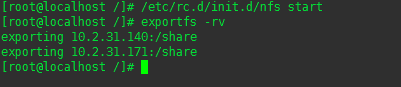 [root@localhost /]# /etc/rc.d/init.d/nfs start
[root@localhost /]# exportfs -rv
exporting 10.2.31.140:/share
exporting 10.2.31.171:/share
[root@localhost /]#